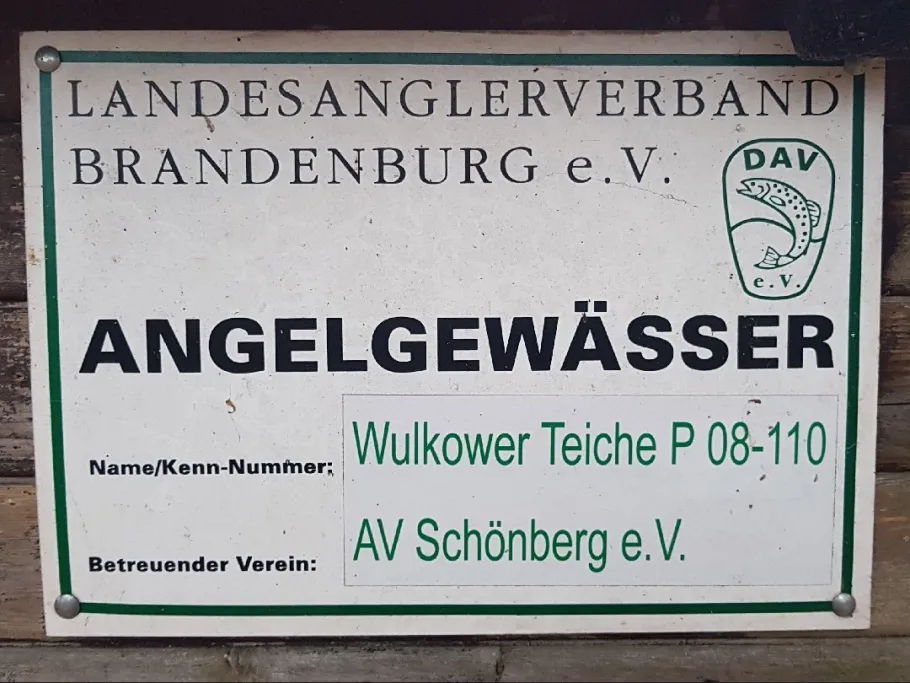 LANDESANGLERVERBAND
BRANDENBURG e.V.
DAV
e.V.
ANGELGEWÄSSER
Name/Kenn-Nummer: Wulkower Teiche P 08-110
Betreuender Verein: AV Schönberg e.V.